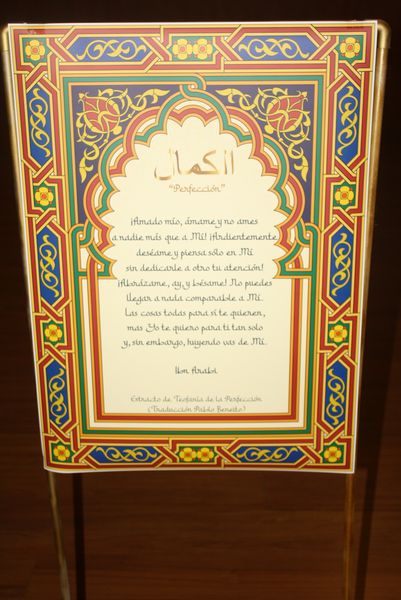 الكمال
"Perfección"
¡Amado mío, ámame y no ames
a nadie más que a Mí! ¡Ardientemente
deséame y piensa sólo en Mí
sin dedicarle a otro tu atención!
¡Abrázame, ay y bésame! No puedes
llegar a nada comparable a Mí.
Las cosas todas para sí te quieren,
mas Yo te quiero para ti tan solo
y, sin embargo, huyendo vas de Mí.
Ibn Arabi
Extracto de Teofanía de la Perfección
(Traducción Pablo Beneito)